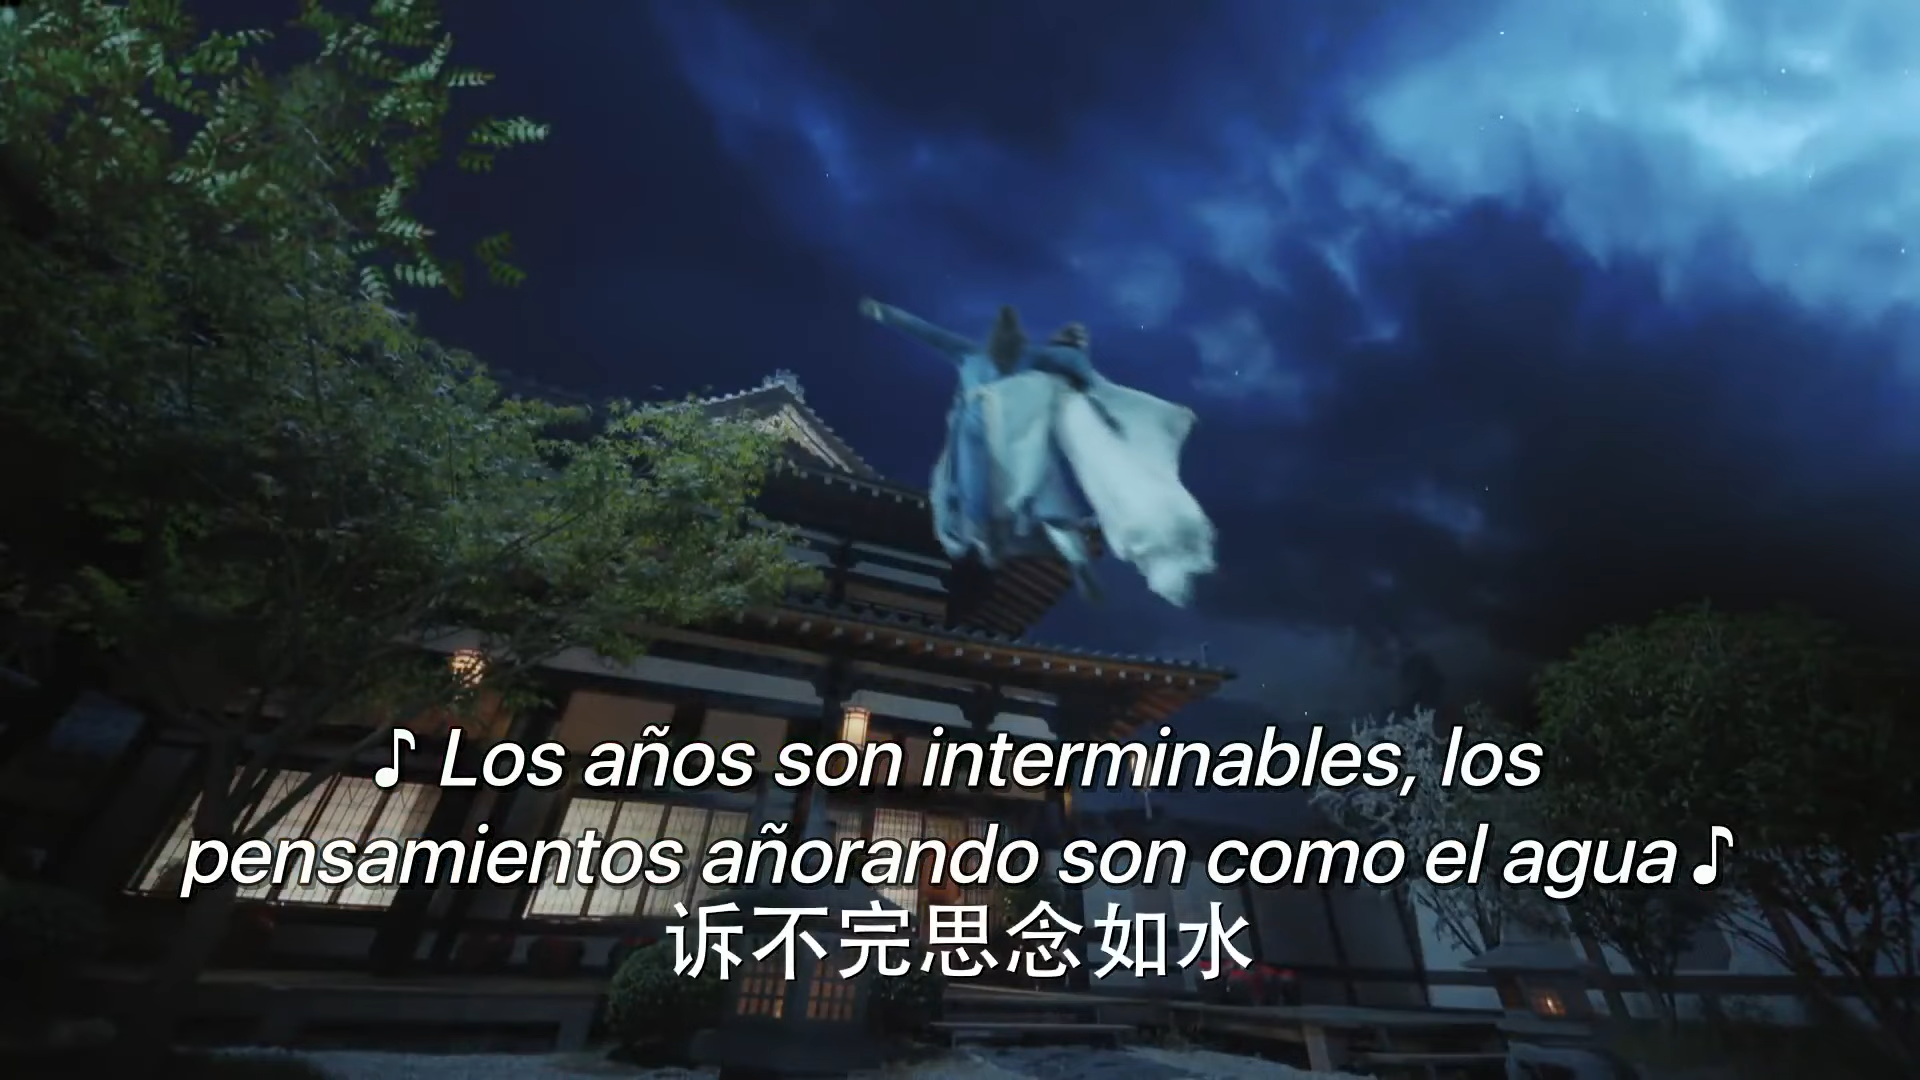 ♪ Los años son interminables, los
pensamientos añorando son como el agua ♪
诉不完思念如水